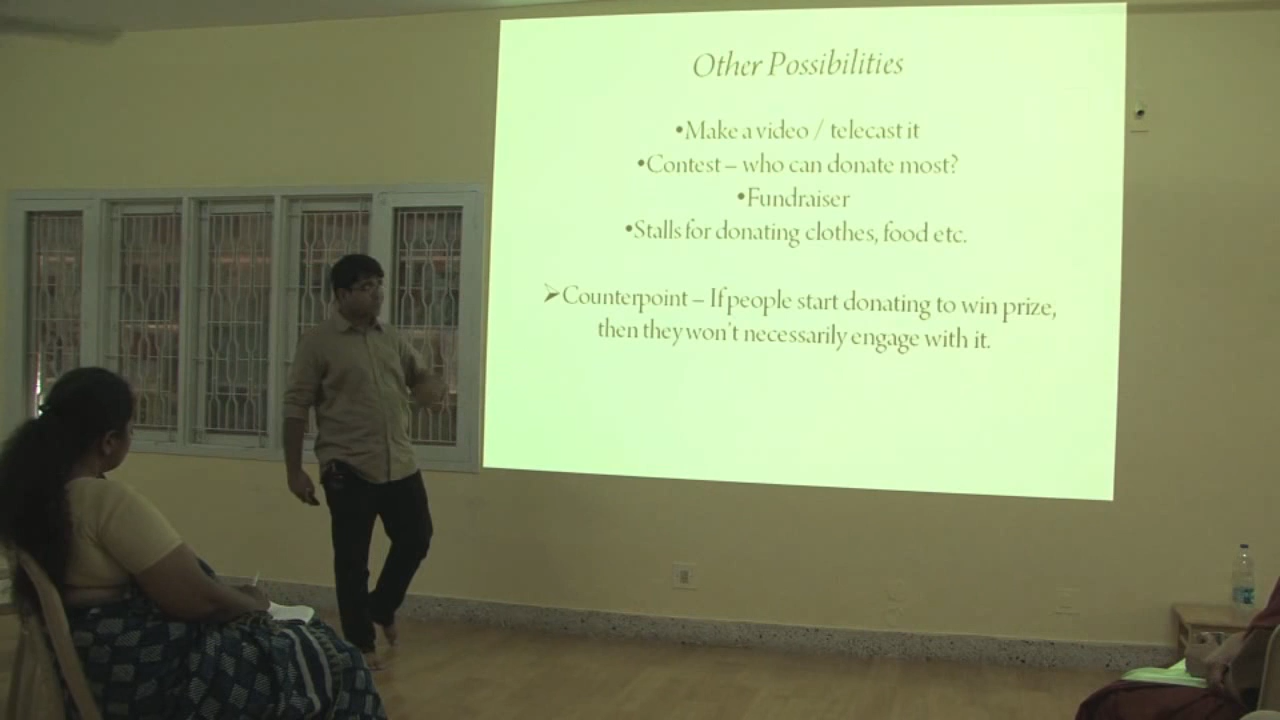 Other Possibilities
•Make a video / telecast it
•Contest – who can donate most?
•Fundraiser
•Stalls for donating clothes, food etc.
➢Counterpoint – If people start donating to win prize,
then they won't necessarily engage with it.